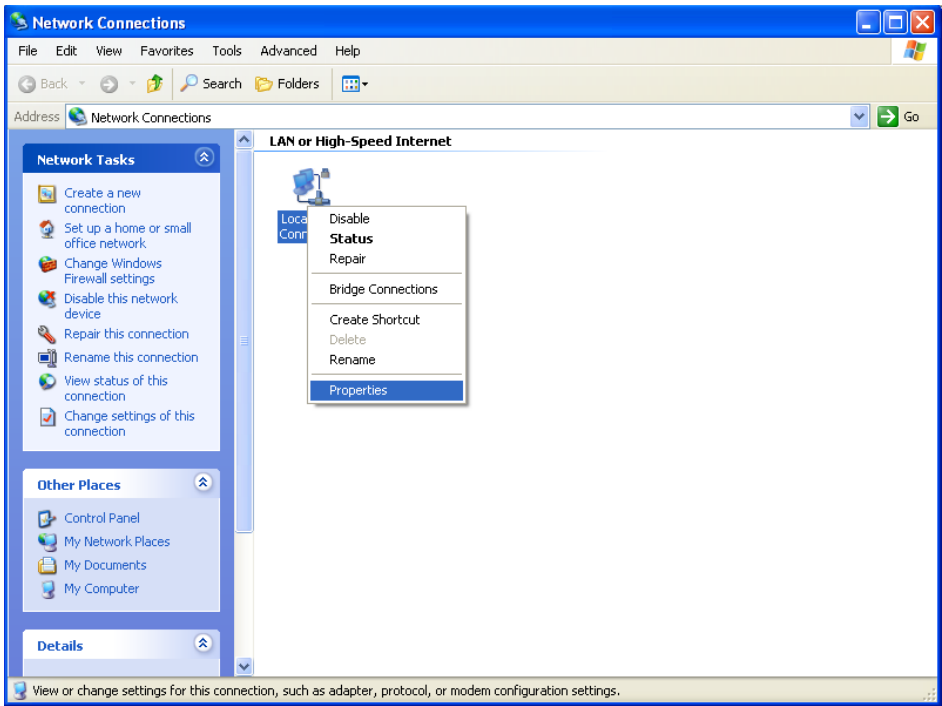 Network Connections
File Edit View Favorites Tools Advanced Help
Back Search Folders
Address Network Connections Go
Network Tasks
Create a new
connection
Set up a home or small
office network
Change Windows
Firewall settings
Disable this network
device
Repair this connection
Rename this connection
View status of this
connection
Change settings of this
connection
Other Places
Control Panel
My Network Places
My Documents
My Computer
Details
LAN or High-Speed Internet
Loca
Conn
Disable
Status
Repair
Bridge Connections
Create Shortcut
Delete
Rename
Properties
View or change settings for this connection, such as adapter, protocol, or modem configuration settings.